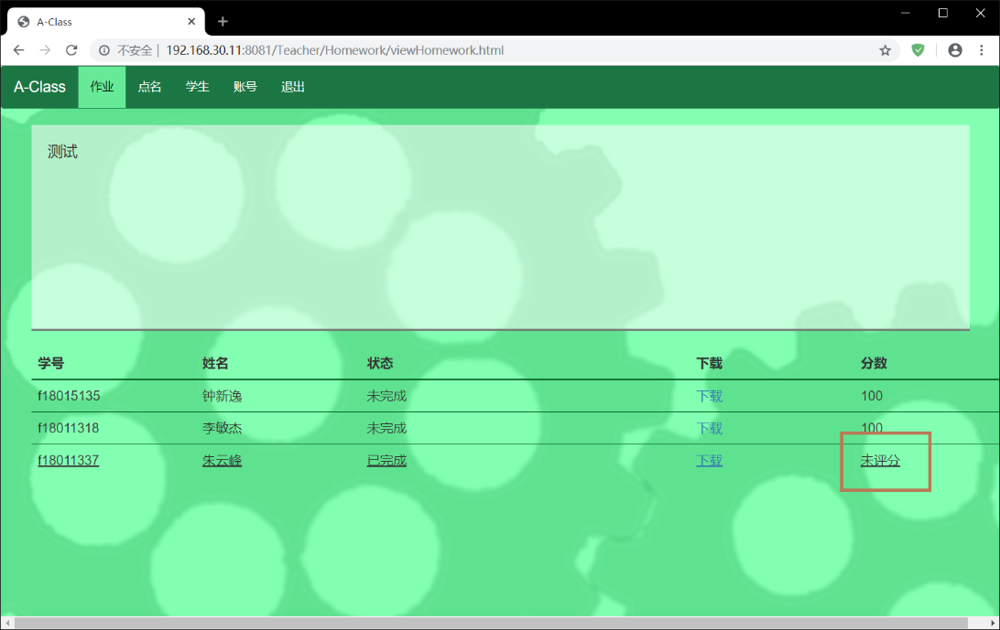 A-Class
不安全 | 192.168.30.11:8081/Teacher/Homework/viewHomework.html
A-Class 作业 点名 学生 账号 退出
测试
学号 姓名 状态 下载 分数
f18015135 钟新逸 未完成 下载 100
f18011318 李敏杰 未完成 下载 100
f18011337 朱云峰 已完成 下载 未评分